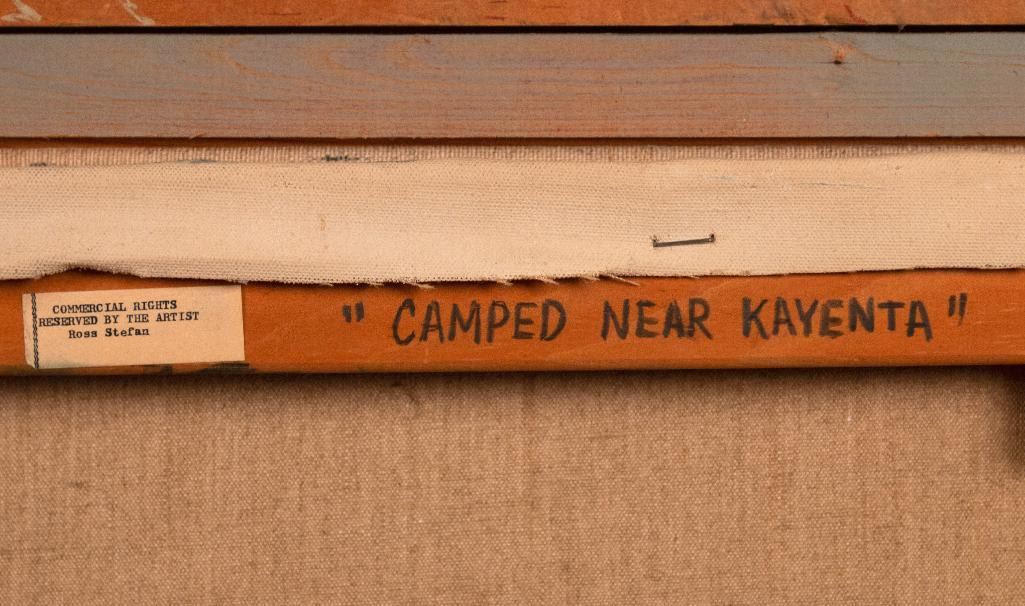 COMMERCIAL RIGHTS
RESERVED BY THE ARTIST
Ross Stefan
" CAMPED NEAR KAYENTA "